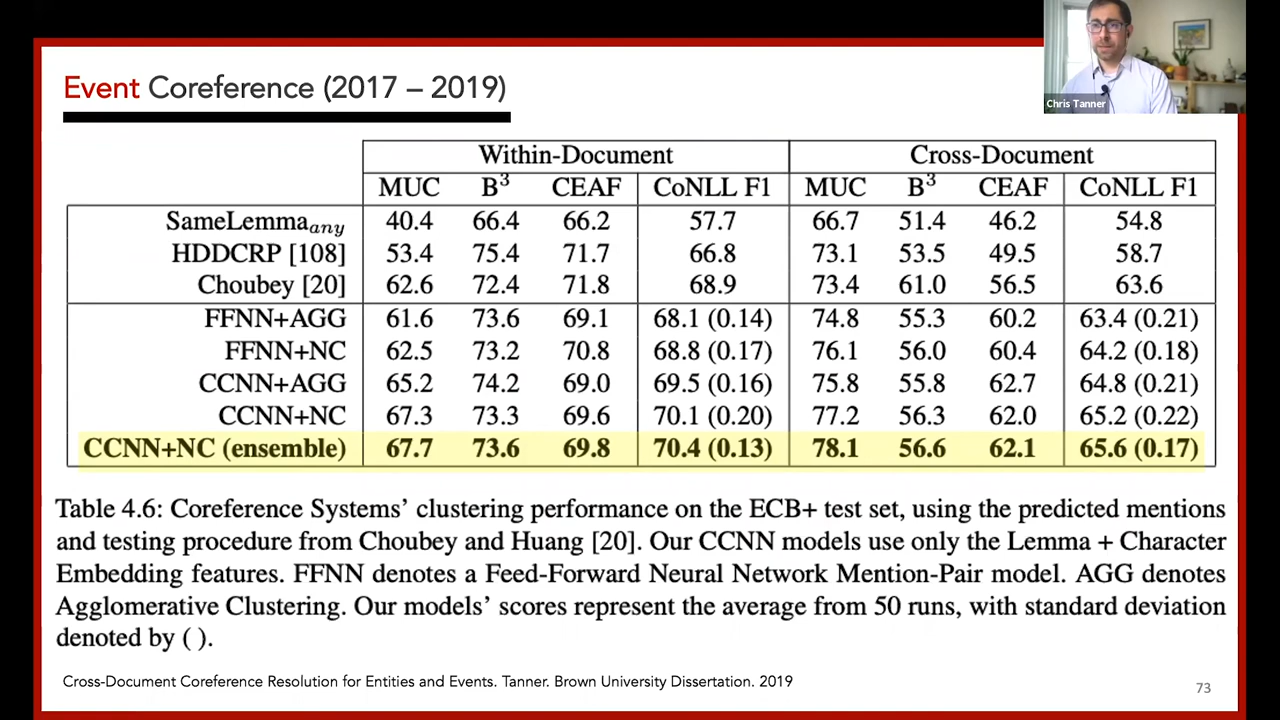 Event Coreference (2017 – 2019)
Chris Tanner
Within-Document Cross-Document
MUC B³ CEAF CoNLL F1 MUC B³ CEAF CoNLL F1
SameLemmaany 40.4 66.4 66.2 57.7 66.7 51.4 46.2 54.8
HDDCRP [108] 53.4 75.4 71.7 66.8 73.1 53.5 49.5 58.7
Choubey [20] 62.6 72.4 71.8 68.9 73.4 61.0 56.5 63.6
FFNN+AGG 61.6 73.6 69.1 68.1 (0.14) 74.8 55.3 60.2 63.4 (0.21)
FFNN+NC 62.5 73.2 70.8 68.8 (0.17) 76.1 56.0 60.4 64.2 (0.18)
CCNN+AGG 65.2 74.2 69.0 69.5 (0.16) 75.8 55.8 62.7 64.8 (0.21)
CCNN+NC 67.3 73.3 69.6 70.1 (0.20) 77.2 56.3 62.0 65.2 (0.22)
CCNN+NC (ensemble) 67.7 73.6 69.8 70.4 (0.13) 78.1 56.6 62.1 65.6 (0.17)
Table 4.6: Coreference Systems’ clustering performance on the ECB+ test set, using the predicted mentions
and testing procedure from Choubey and Huang [20]. Our CCNN models use only the Lemma + Character
Embedding features. FFNN denotes a Feed-Forward Neural Network Mention-Pair model. AGG denotes
Agglomerative Clustering. Our models’ scores represent the average from 50 runs, with standard deviation
denoted by ( ).
Cross-Document Coreference Resolution for Entities and Events. Tanner. Brown University Dissertation. 2019
73